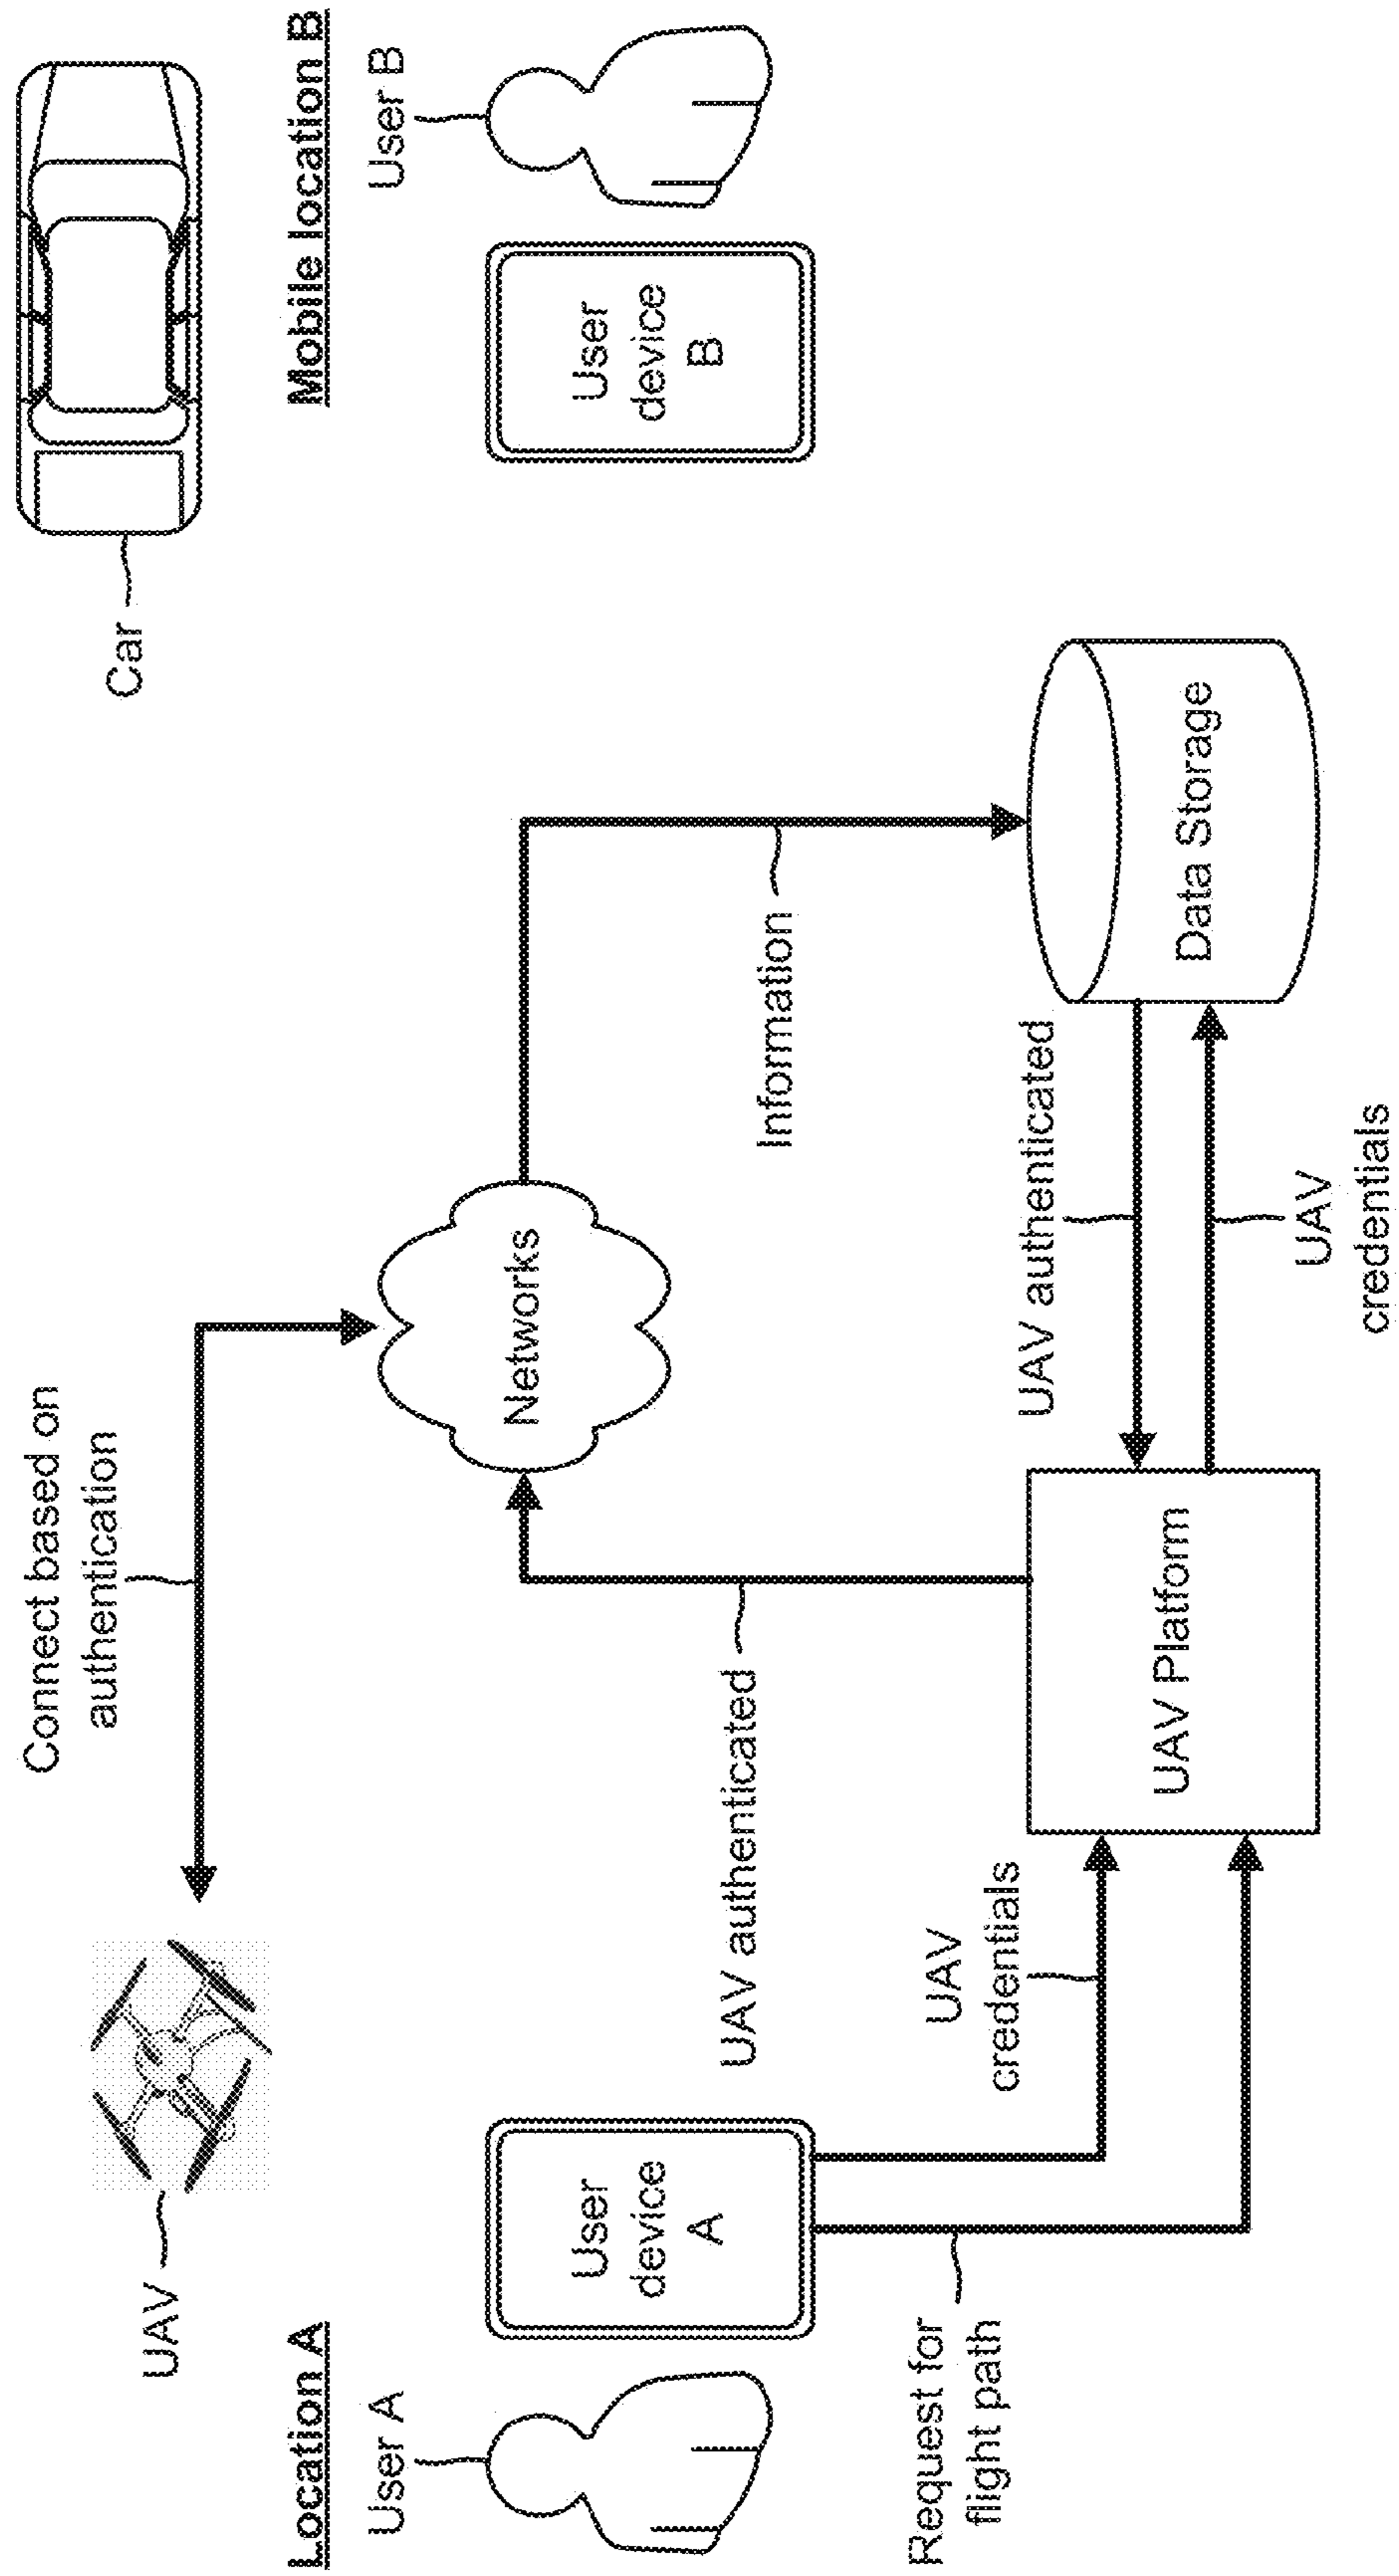 Connect based on
authentication
Car
UAV
Location A
Mobile location B
User A
User B
User
device
A
Networks
User
device
B
UAV authenticated
Information
Request for
flight path
UAV
credentials
UAV authenticated
UAV Platform
Data Storage
UAV
credentials